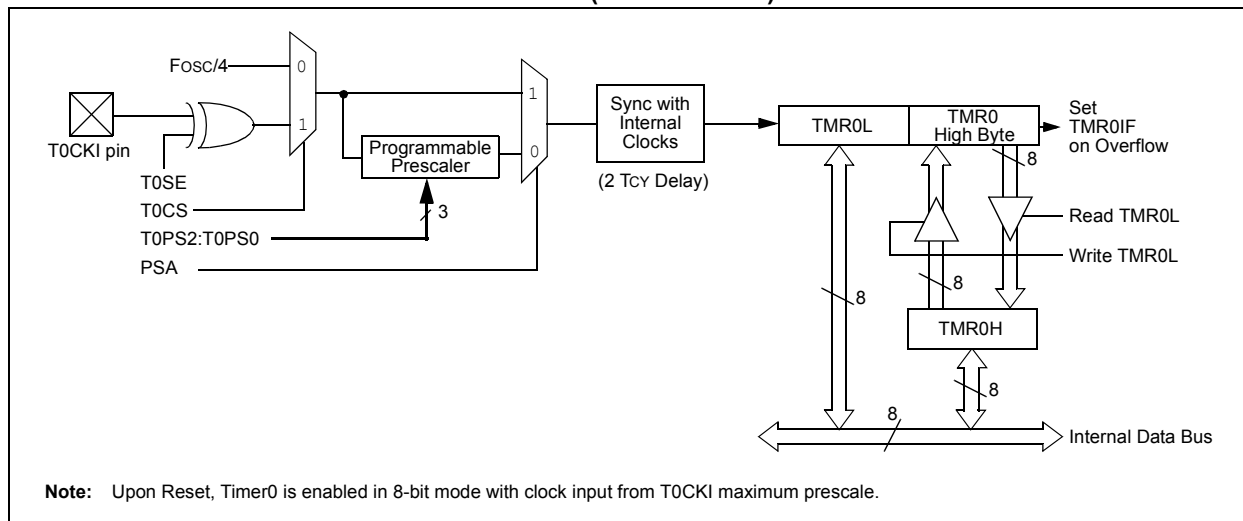 FOSC/4
0
1
T0CKI pin
T0SE
T0CS
T0PS2:T0PS0
PSA
Programmable
Prescaler
3
1
0
Sync with
Internal
Clocks
(2 TCY Delay)
TMR0L
TMR0
High Byte
Set
TMR0IF
on Overflow
8
Read TMR0L
Write TMR0L
8
8
TMR0H
8
8
Internal Data Bus
Note: Upon Reset, Timer0 is enabled in 8-bit mode with clock input from T0CKI maximum prescale.